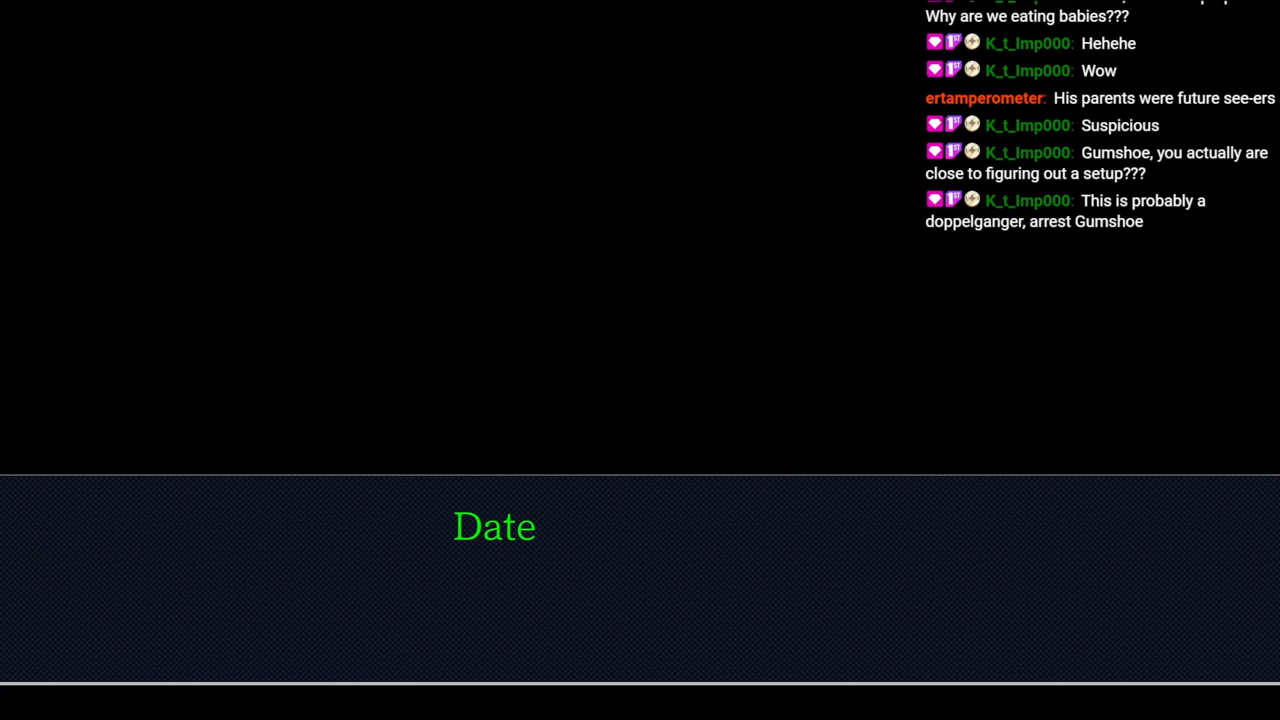 Why are we eating babies???
K_t_Imp000: Hehehe
K_t_Imp000: Wow
ertamperometer: His parents were future see-ers
K_t_Imp000: Suspicious
K_t_Imp000: Gumshoe, you actually are
close to figuring out a setup???
K_t_Imp000: This is probably a
doppelganger, arrest Gumshoe
Date